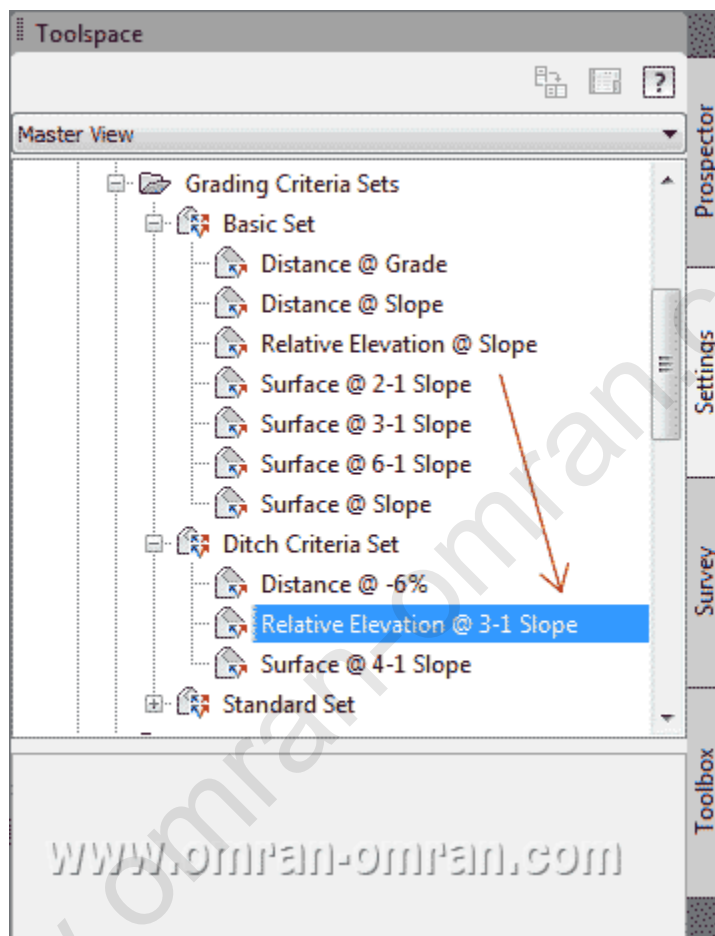 Toolspace
?
Master View
Grading Criteria Sets
Basic Set
Distance @ Grade
Distance @ Slope
Relative Elevation @ Slope
Surface @ 2-1 Slope
Surface @ 3-1 Slope
Surface @ 6-1 Slope
Surface @ Slope
Ditch Criteria Set
Distance @ -6%
Relative Elevation @ 3-1 Slope
Surface @ 4-1 Slope
Standard Set
Prospector
Settings
Survey
Toolbox
www.omran-omran.com
w.omran-omran.c